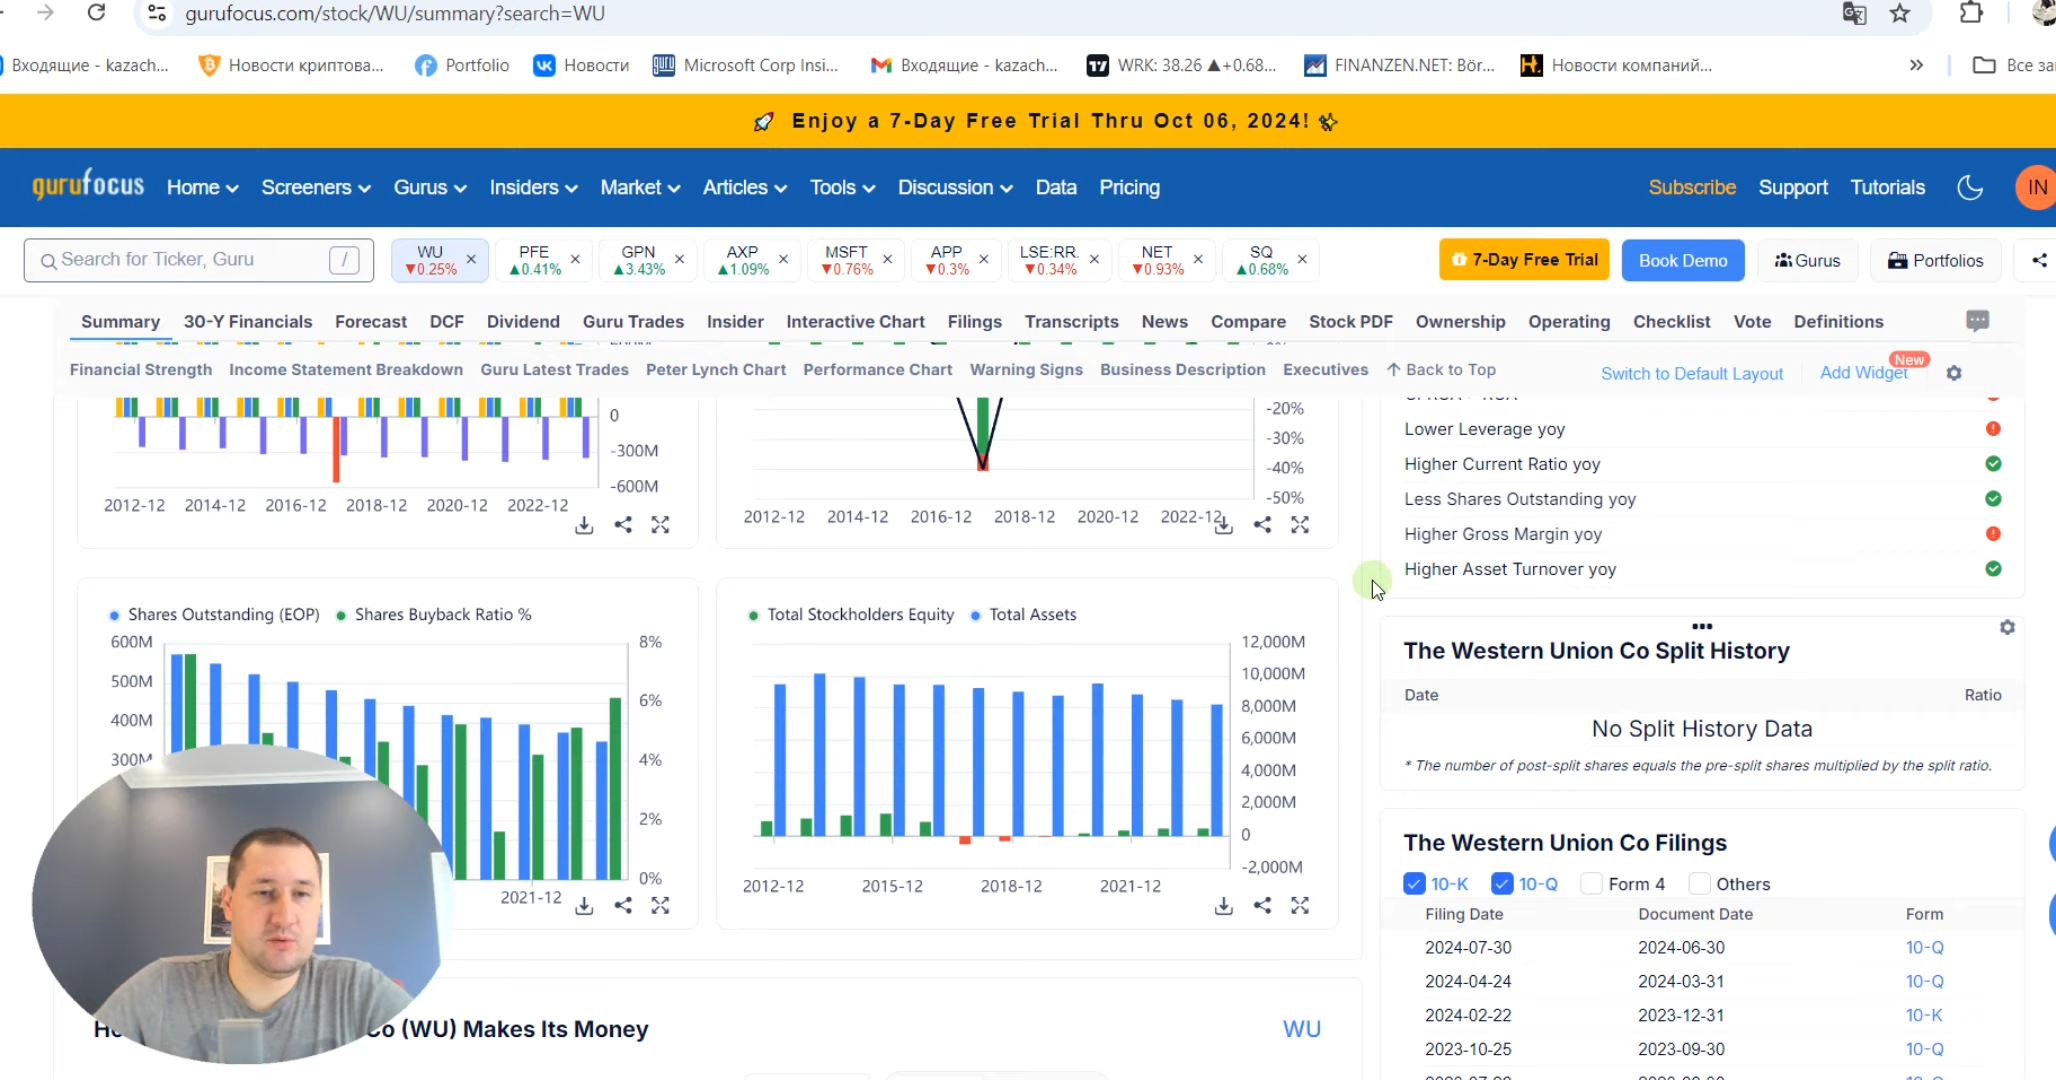 gurufocus.com/stock/WU/summary?search=WU
Входящие - kazach...
Новости криптова...
Portfolio
Новости
Microsoft Corp Insi...
Входящие - kazach...
WRK: 38.26 ▲+0.68...
FINANZEN.NET: Bör...
Новости компаний...
»
Все за
Enjoy a 7-Day Free Trial Thru Oct 06, 2024!
gurufocus Home Screeners Gurus Insiders Market Articles Tools Discussion Data Pricing Subscribe Support Tutorials IN
Search for Ticker, Guru /
WU ▼0.25% ×
PFE ▲0.41% ×
GPN ▲3.43% ×
AXP ▲1.09% ×
MSFT ▼0.76% ×
APP ▼0.3% ×
LSE:RR. ▼0.34% ×
NET ▼0.93% ×
SQ ▲0.68% ×
7-Day Free Trial
Book Demo
Gurus
Portfolios
Summary 30-Y Financials Forecast DCF Dividend Guru Trades Insider Interactive Chart Filings Transcripts News Compare Stock PDF Ownership Operating Checklist Vote Definitions
Financial Strength Income Statement Breakdown Guru Latest Trades Peter Lynch Chart Performance Chart Warning Signs Business Description Executives Back to Top Switch to Default Layout Add Widget New
0
-300M
-600M
2012-12 2014-12 2016-12 2018-12 2020-12 2022-12
-20%
-30%
-40%
-50%
2012-12 2014-12 2016-12 2018-12 2020-12 2022-12
Lower Leverage yoy
Higher Current Ratio yoy
Less Shares Outstanding yoy
Higher Gross Margin yoy
Higher Asset Turnover yoy
Shares Outstanding (EOP) Shares Buyback Ratio %
600M 8%
500M
6%
400M
300M 4%
2%
0%
2021-12
Total Stockholders Equity Total Assets
12,000M
10,000M
8,000M
6,000M
4,000M
2,000M
0
-2,000M
2012-12 2015-12 2018-12 2021-12
The Western Union Co Split History
Date Ratio
No Split History Data
* The number of post-split shares equals the pre-split shares multiplied by the split ratio.
The Western Union Co Filings
10-K 10-Q Form 4 Others
Filing Date Document Date Form
2024-07-30 2024-06-30 10-Q
2024-04-24 2024-03-31 10-Q
2024-02-22 2023-12-31 10-K
2023-10-25 2023-09-30 10-Q
(WU) Makes Its Money WU